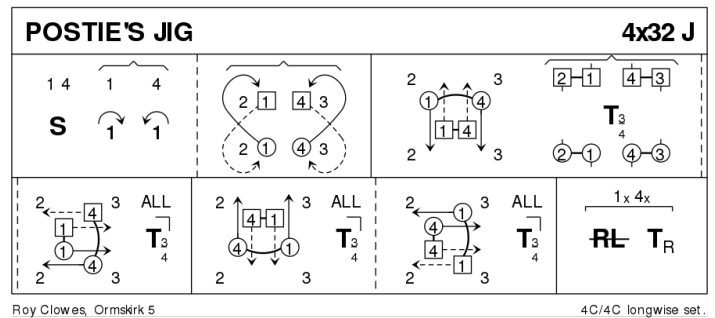 POSTIE'S JIG 4x32 J
1 4 1 4
S 1 1
2 1 4 3
2 1 4 3
2 3 2 1 4 3
1 4
1 4 T 3 4
2 3 2 1 4 3
2 4 3 ALL 2 3 ALL 2 1 3 ALL 1x 4x
1 4 1 4
T 3 4 T 3 4 T 3 4 RL TR
1 4 1 4
2 4 3 2 3 2 1 3
Roy Clowes, Ormskirk 5 4C/4C longwise set.